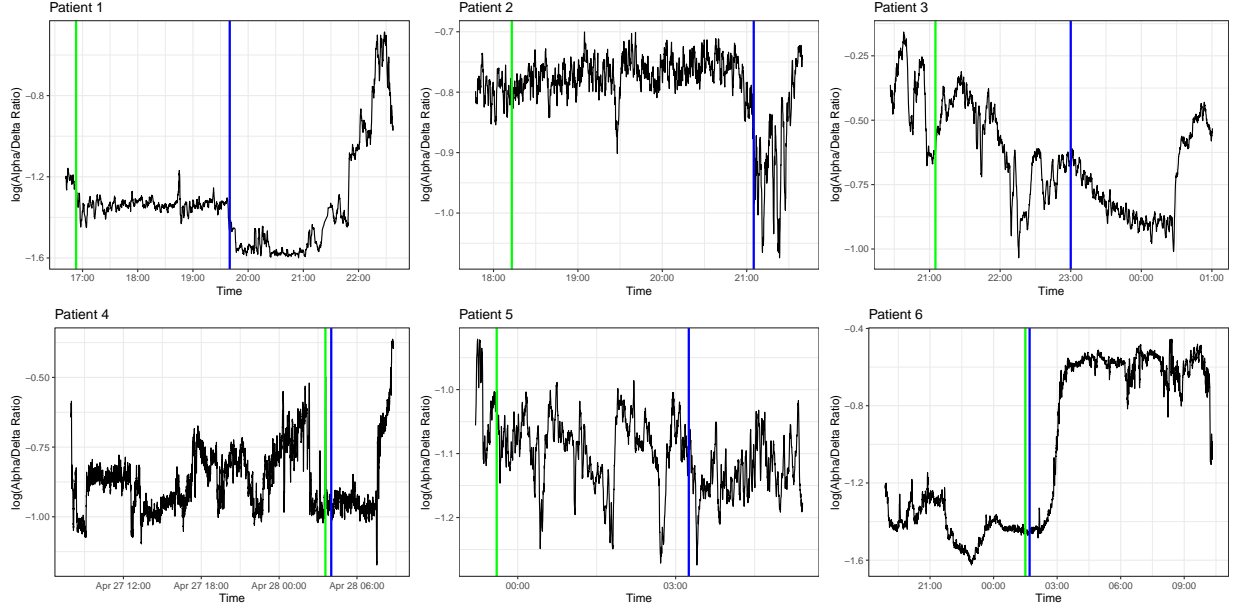 Patient 1
log(Alpha/Delta Ratio)
−0.8
−1.2
−1.6
17:00 18:00 19:00 20:00 21:00 22:00
Time
Patient 2
log(Alpha/Delta Ratio)
−0.7
−0.8
−0.9
−1.0
18:00 19:00 20:00 21:00
Time
Patient 3
log(Alpha/Delta Ratio)
−0.25
−0.50
−0.75
−1.00
21:00 22:00 23:00 00:00 01:00
Time
Patient 4
log(Alpha/Delta Ratio)
−0.50
−0.75
−1.00
Apr 27 12:00 Apr 27 18:00 Apr 28 00:00 Apr 28 06:00
Time
Patient 5
log(Alpha/Delta Ratio)
−1.0
−1.1
−1.2
00:00 03:00
Time
Patient 6
log(Alpha/Delta Ratio)
−0.4
−0.8
−1.2
−1.6
21:00 00:00 03:00 06:00 09:00
Time